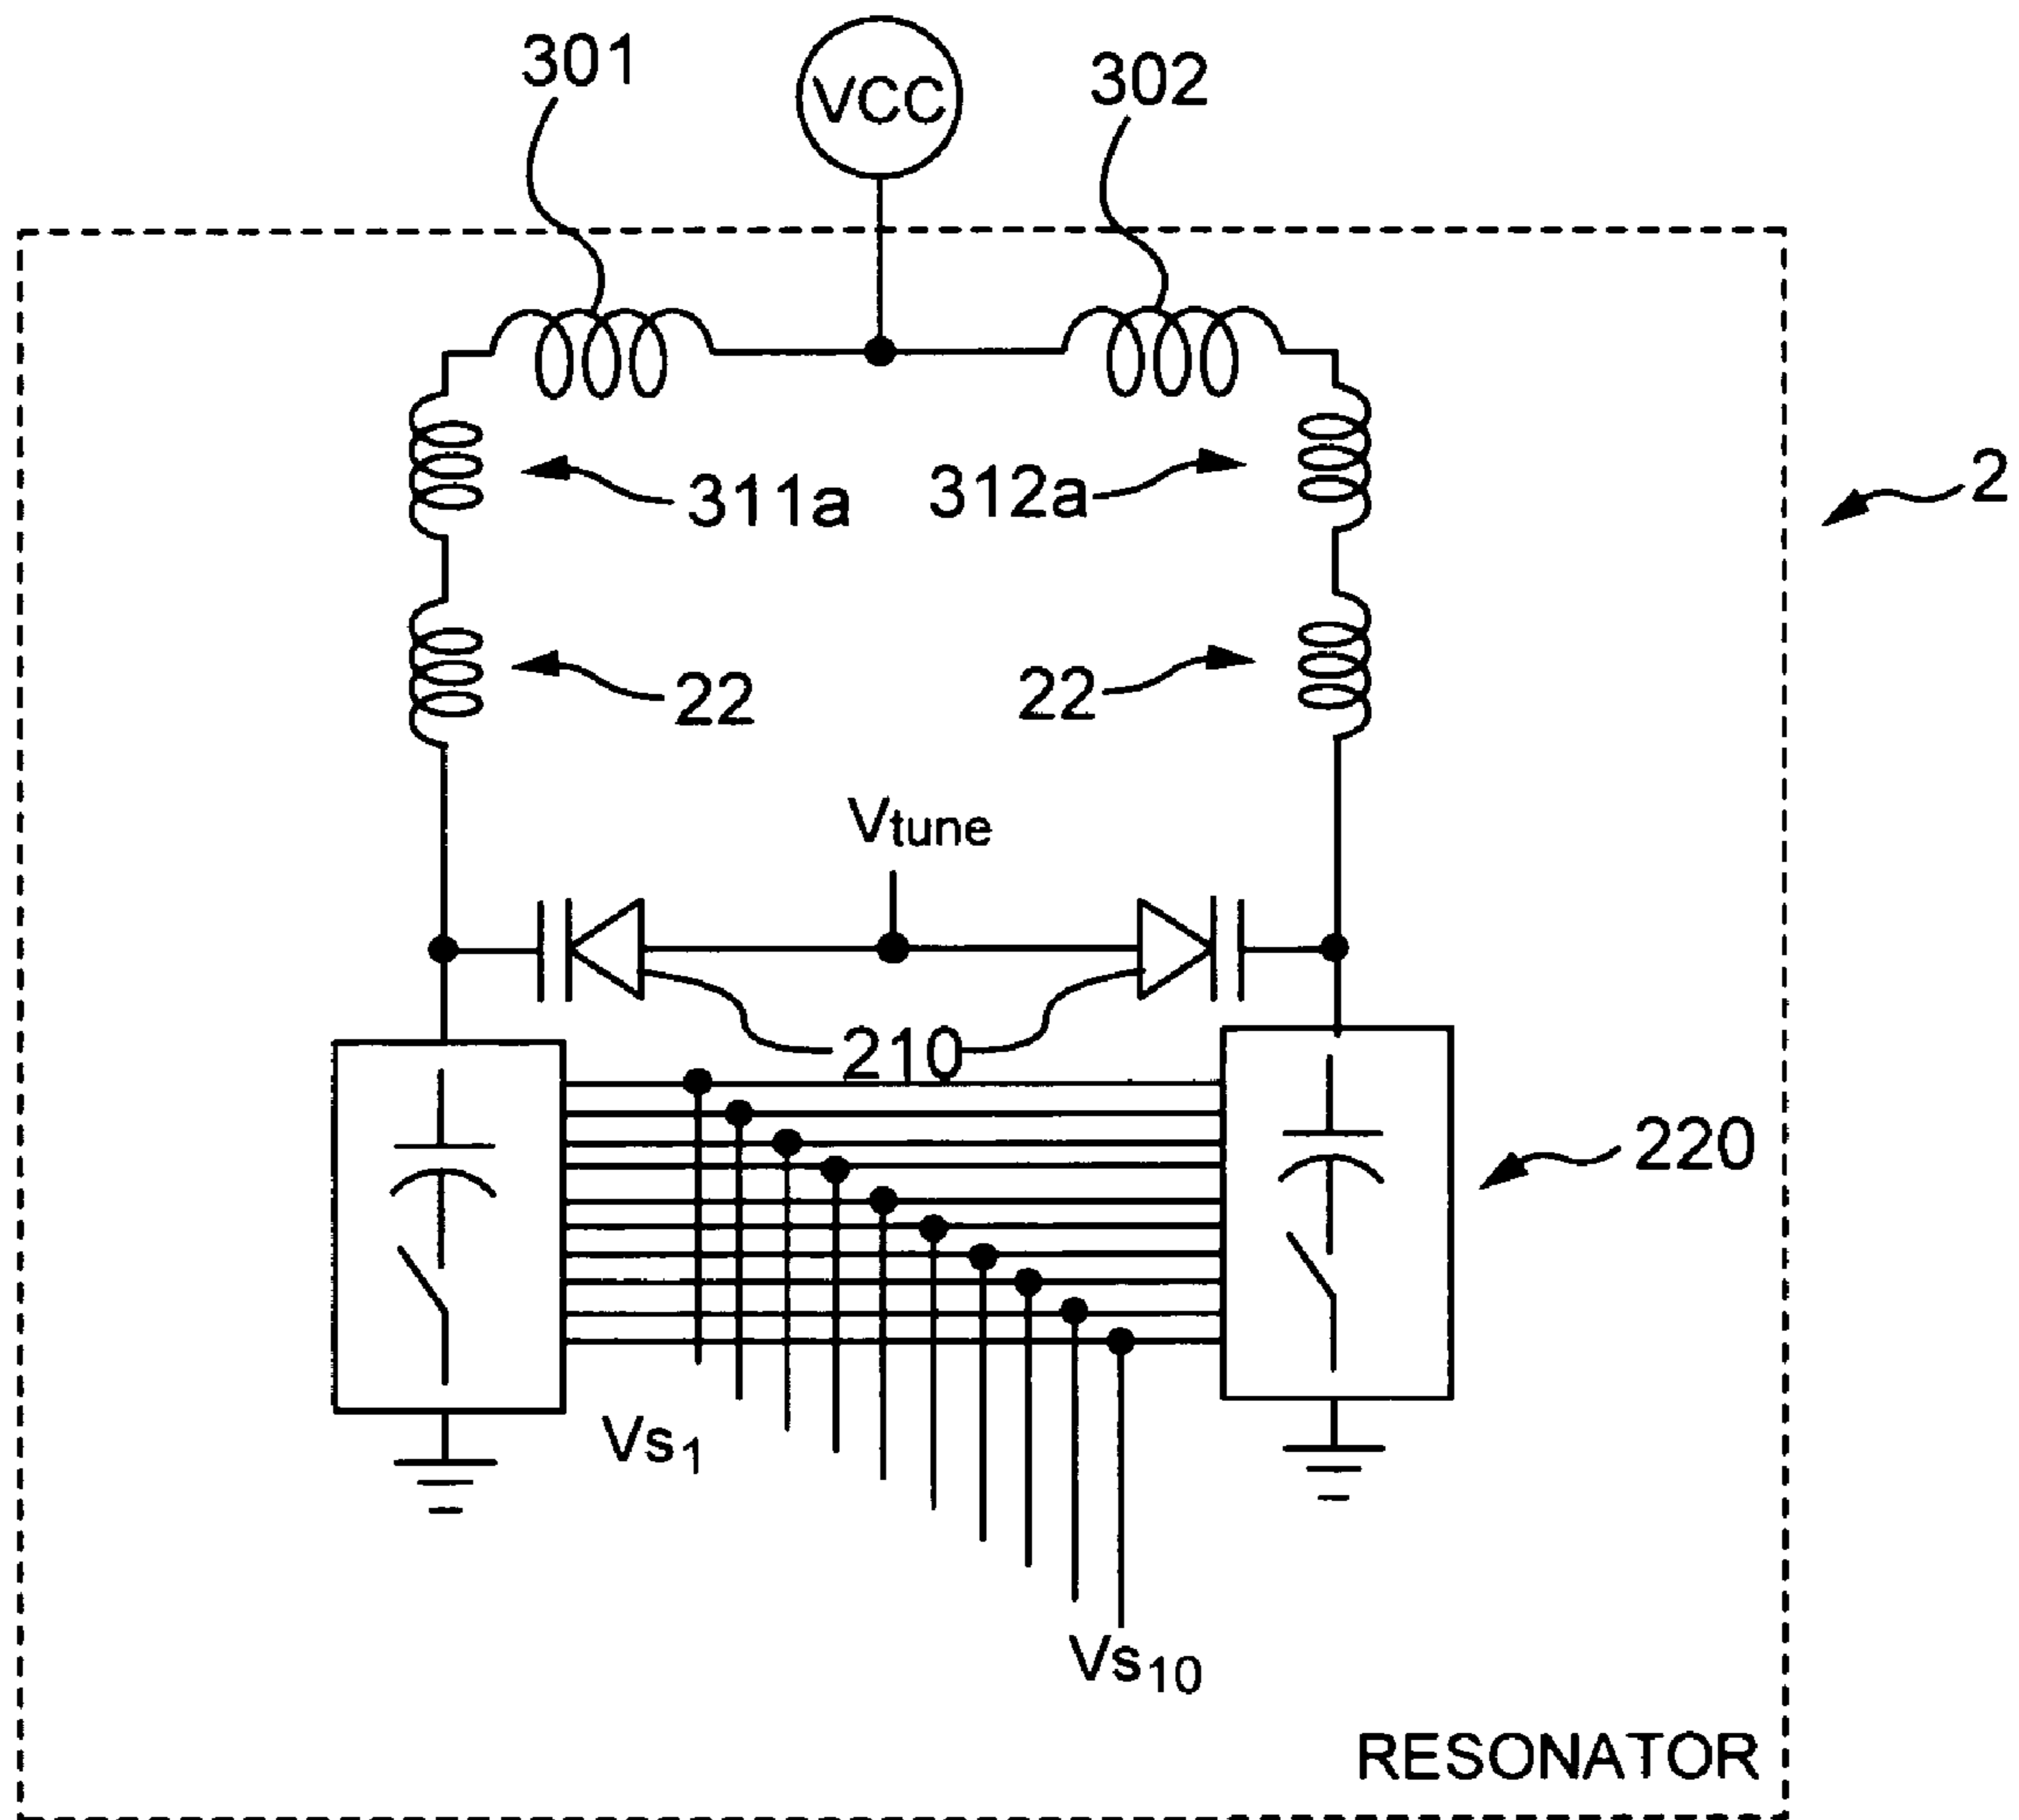 301
VCC
302
311a
312a
2
22
22
Vtune
210
220
Vs1
Vs10
RESONATOR